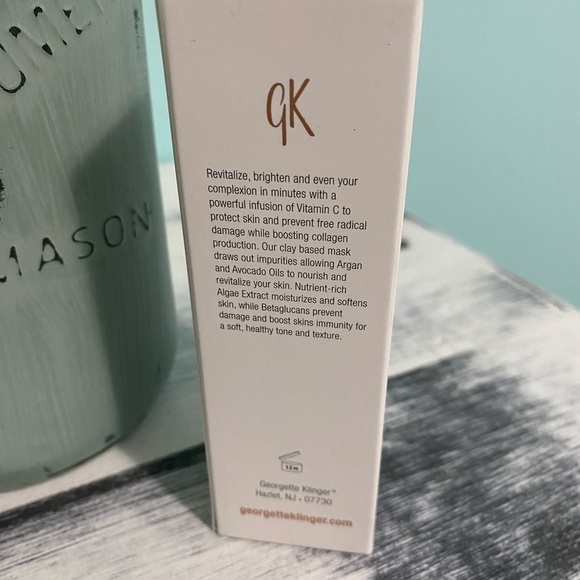 MASON
GK
Revitalize, brighten and even your
complexion in minutes with a
powerful infusion of Vitamin C to
protect skin and prevent free radical
damage while boosting collagen
production. Our clay based mask
draws out impurities allowing Argan
and Avocado Oils to nourish and
revitalize your skin. Nutrient-rich
Algae Extract moisturizes and softens
skin, while Betaglucans prevent
damage and boost skins immunity for
a soft, healthy tone and texture.
12M
Georgette Klinger®
Hazlet, NJ - 07730
georgetteklinger.com